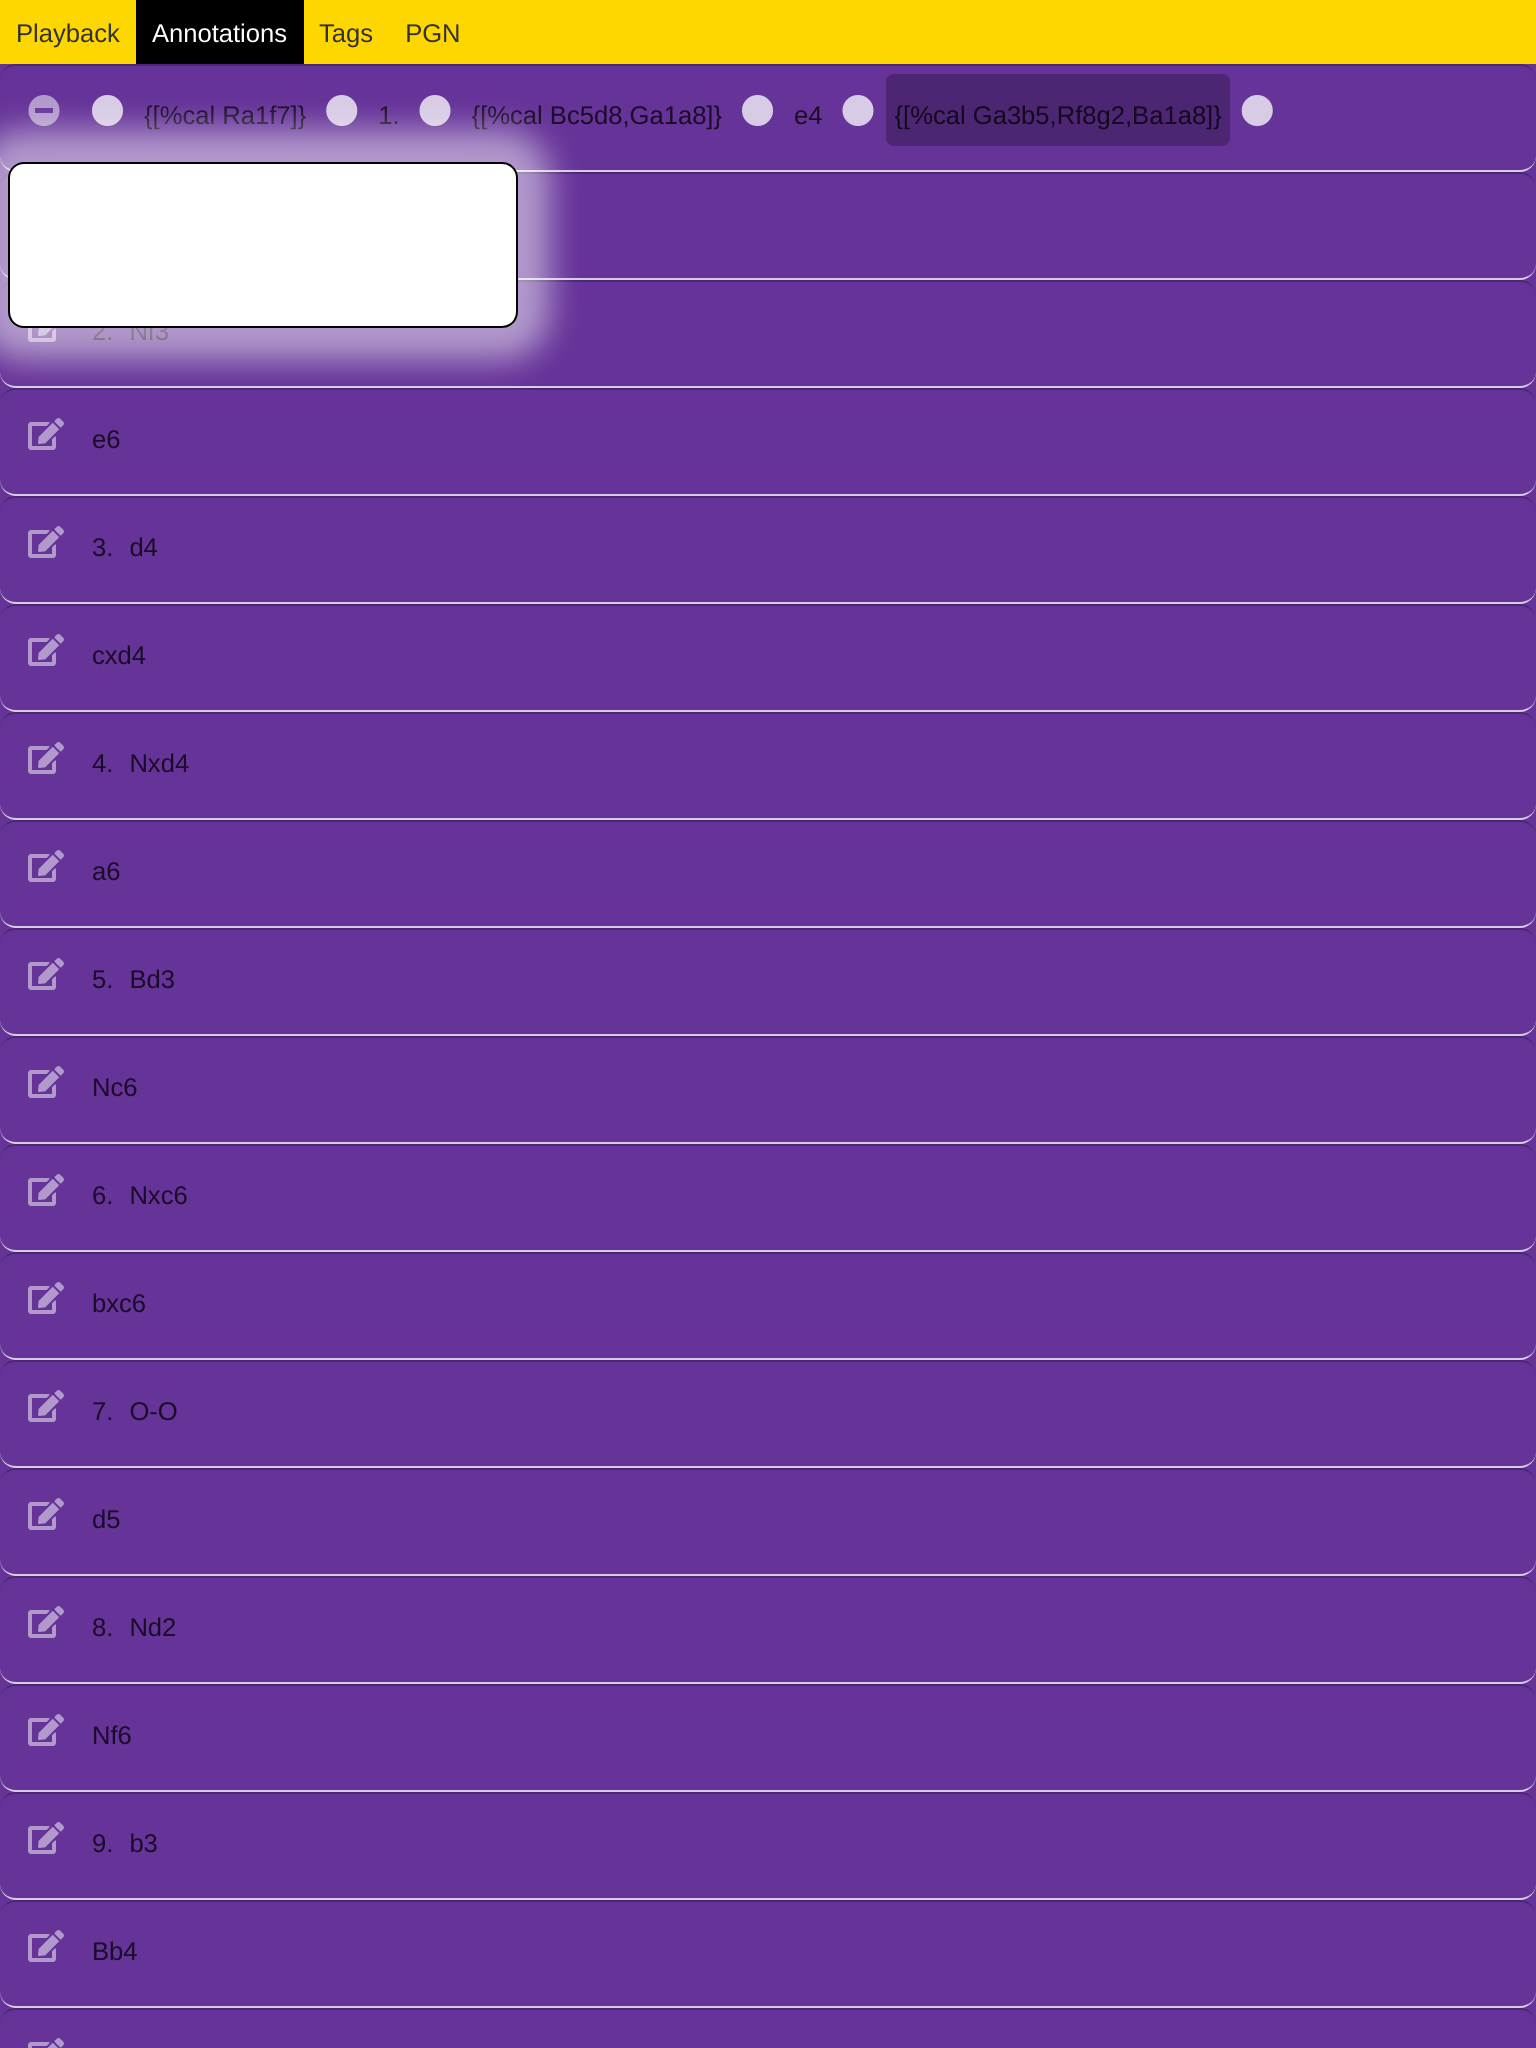 Playback Annotations Tags PGN
{[%cal Ra1f7]} 1. {[%cal Bc5d8,Ga1a8]} e4 {[%cal Ga3b5,Rf8g2,Ba1a8]}
2. Nf3
e6
3. d4
cxd4
4. Nxd4
a6
5. Bd3
Nc6
6. Nxc6
bxc6
7. O-O
d5
8. Nd2
Nf6
9. b3
Bb4